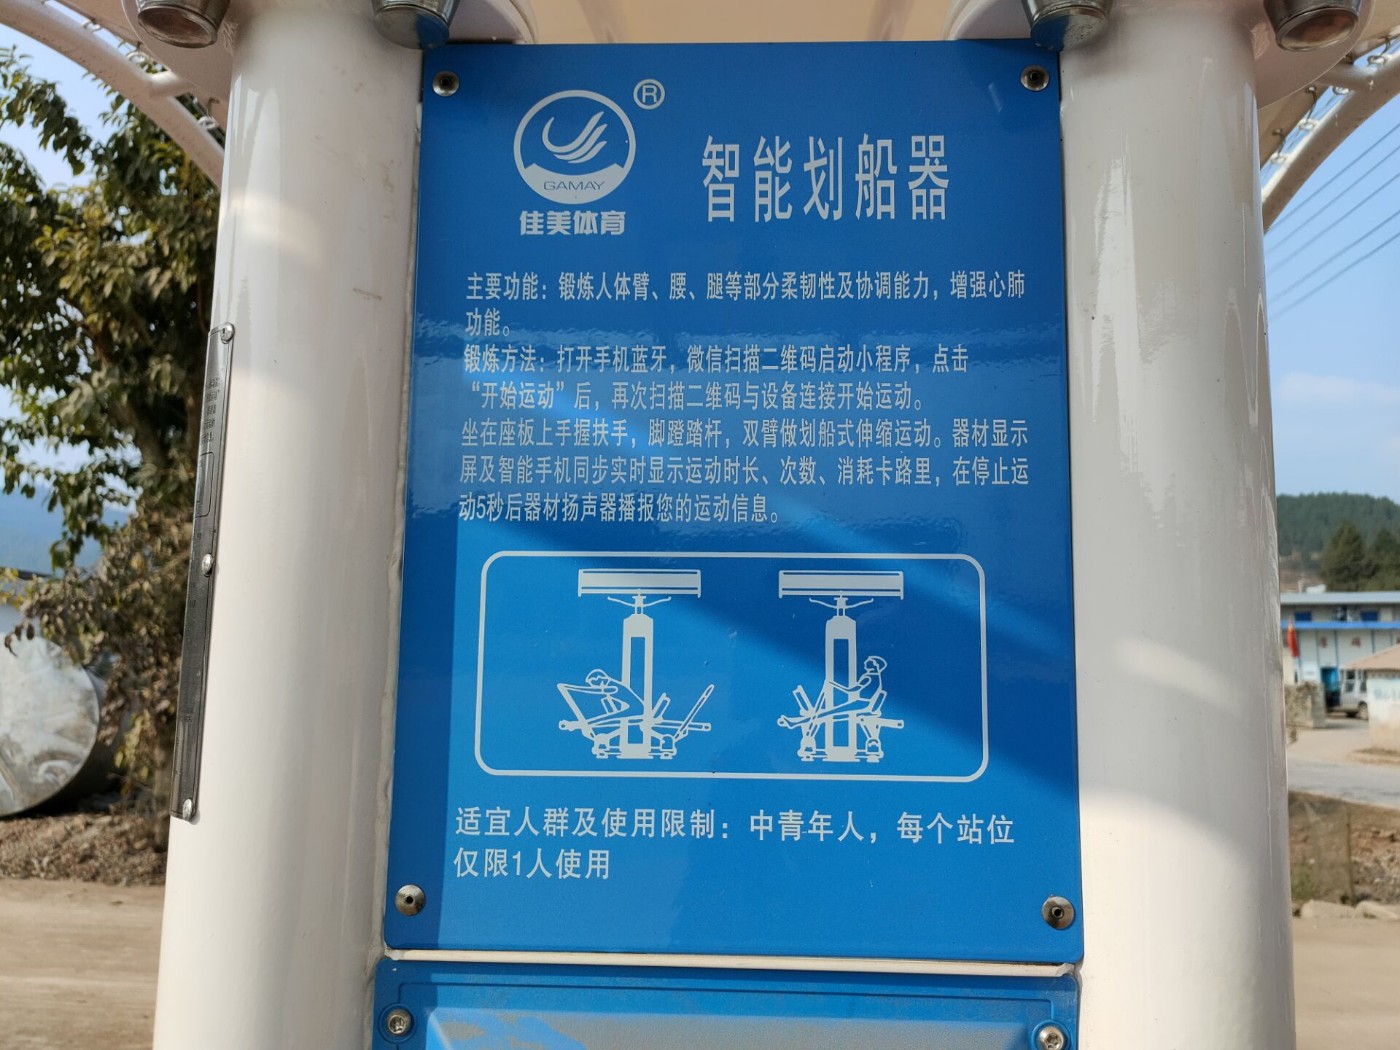 ®
GAMAY
佳美体育
智能划船器
主要功能：锻炼人体臂、腰、腿等部分柔韧性及协调能力，增强心肺
功能。
锻炼方法：打开手机蓝牙，微信扫描二维码启动小程序，点击
“开始运动”后，再次扫描二维码与设备连接开始运动。
坐在座板上手握扶手，脚蹬踏杆，双臂做划船式伸缩运动。器材显示
屏及智能手机同步实时显示运动时长、次数、消耗卡路里，在停止运
动5秒后器材扬声器播报您的运动信息。
适宜人群及使用限制：中青年人，每个站位
仅限1人使用